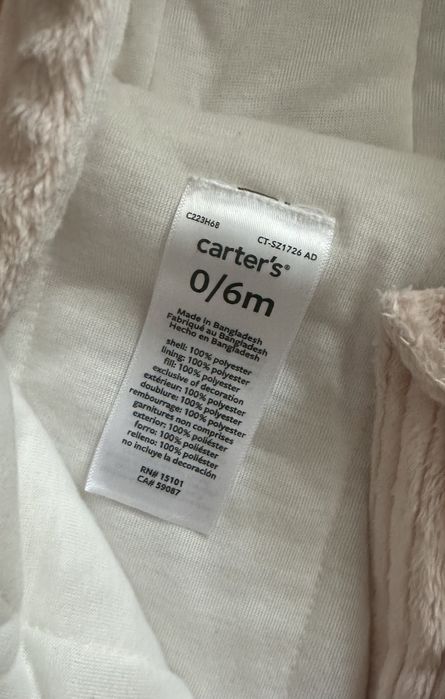 C223H68
CT-SZ1726 AD
carter's®
0/6m
Made in Bangladesh
Fabriqué au Bangladesh
Hecho en Bangladesh
shell: 100% polyester
lining: 100% polyester
fill: 100% polyester
exclusive of decoration
extérieur: 100% polyester
doublure: 100% polyester
rembourrage: 100% polyester
garnitures non comprises
exterior: 100% poliéster
forro: 100% poliéster
relleno: 100% poliéster
no incluye la decoración
RN# 15101
CA# 59087